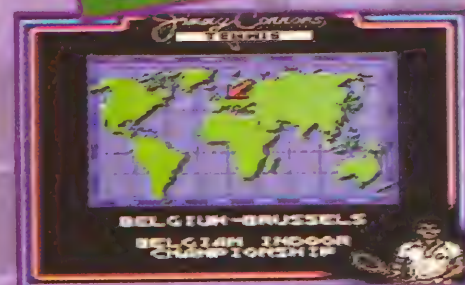 Jimmy Connors
TENNIS
BELGIUM-BRUSSELS
BELGIAN INDOOR
CHAMPIONSHIP